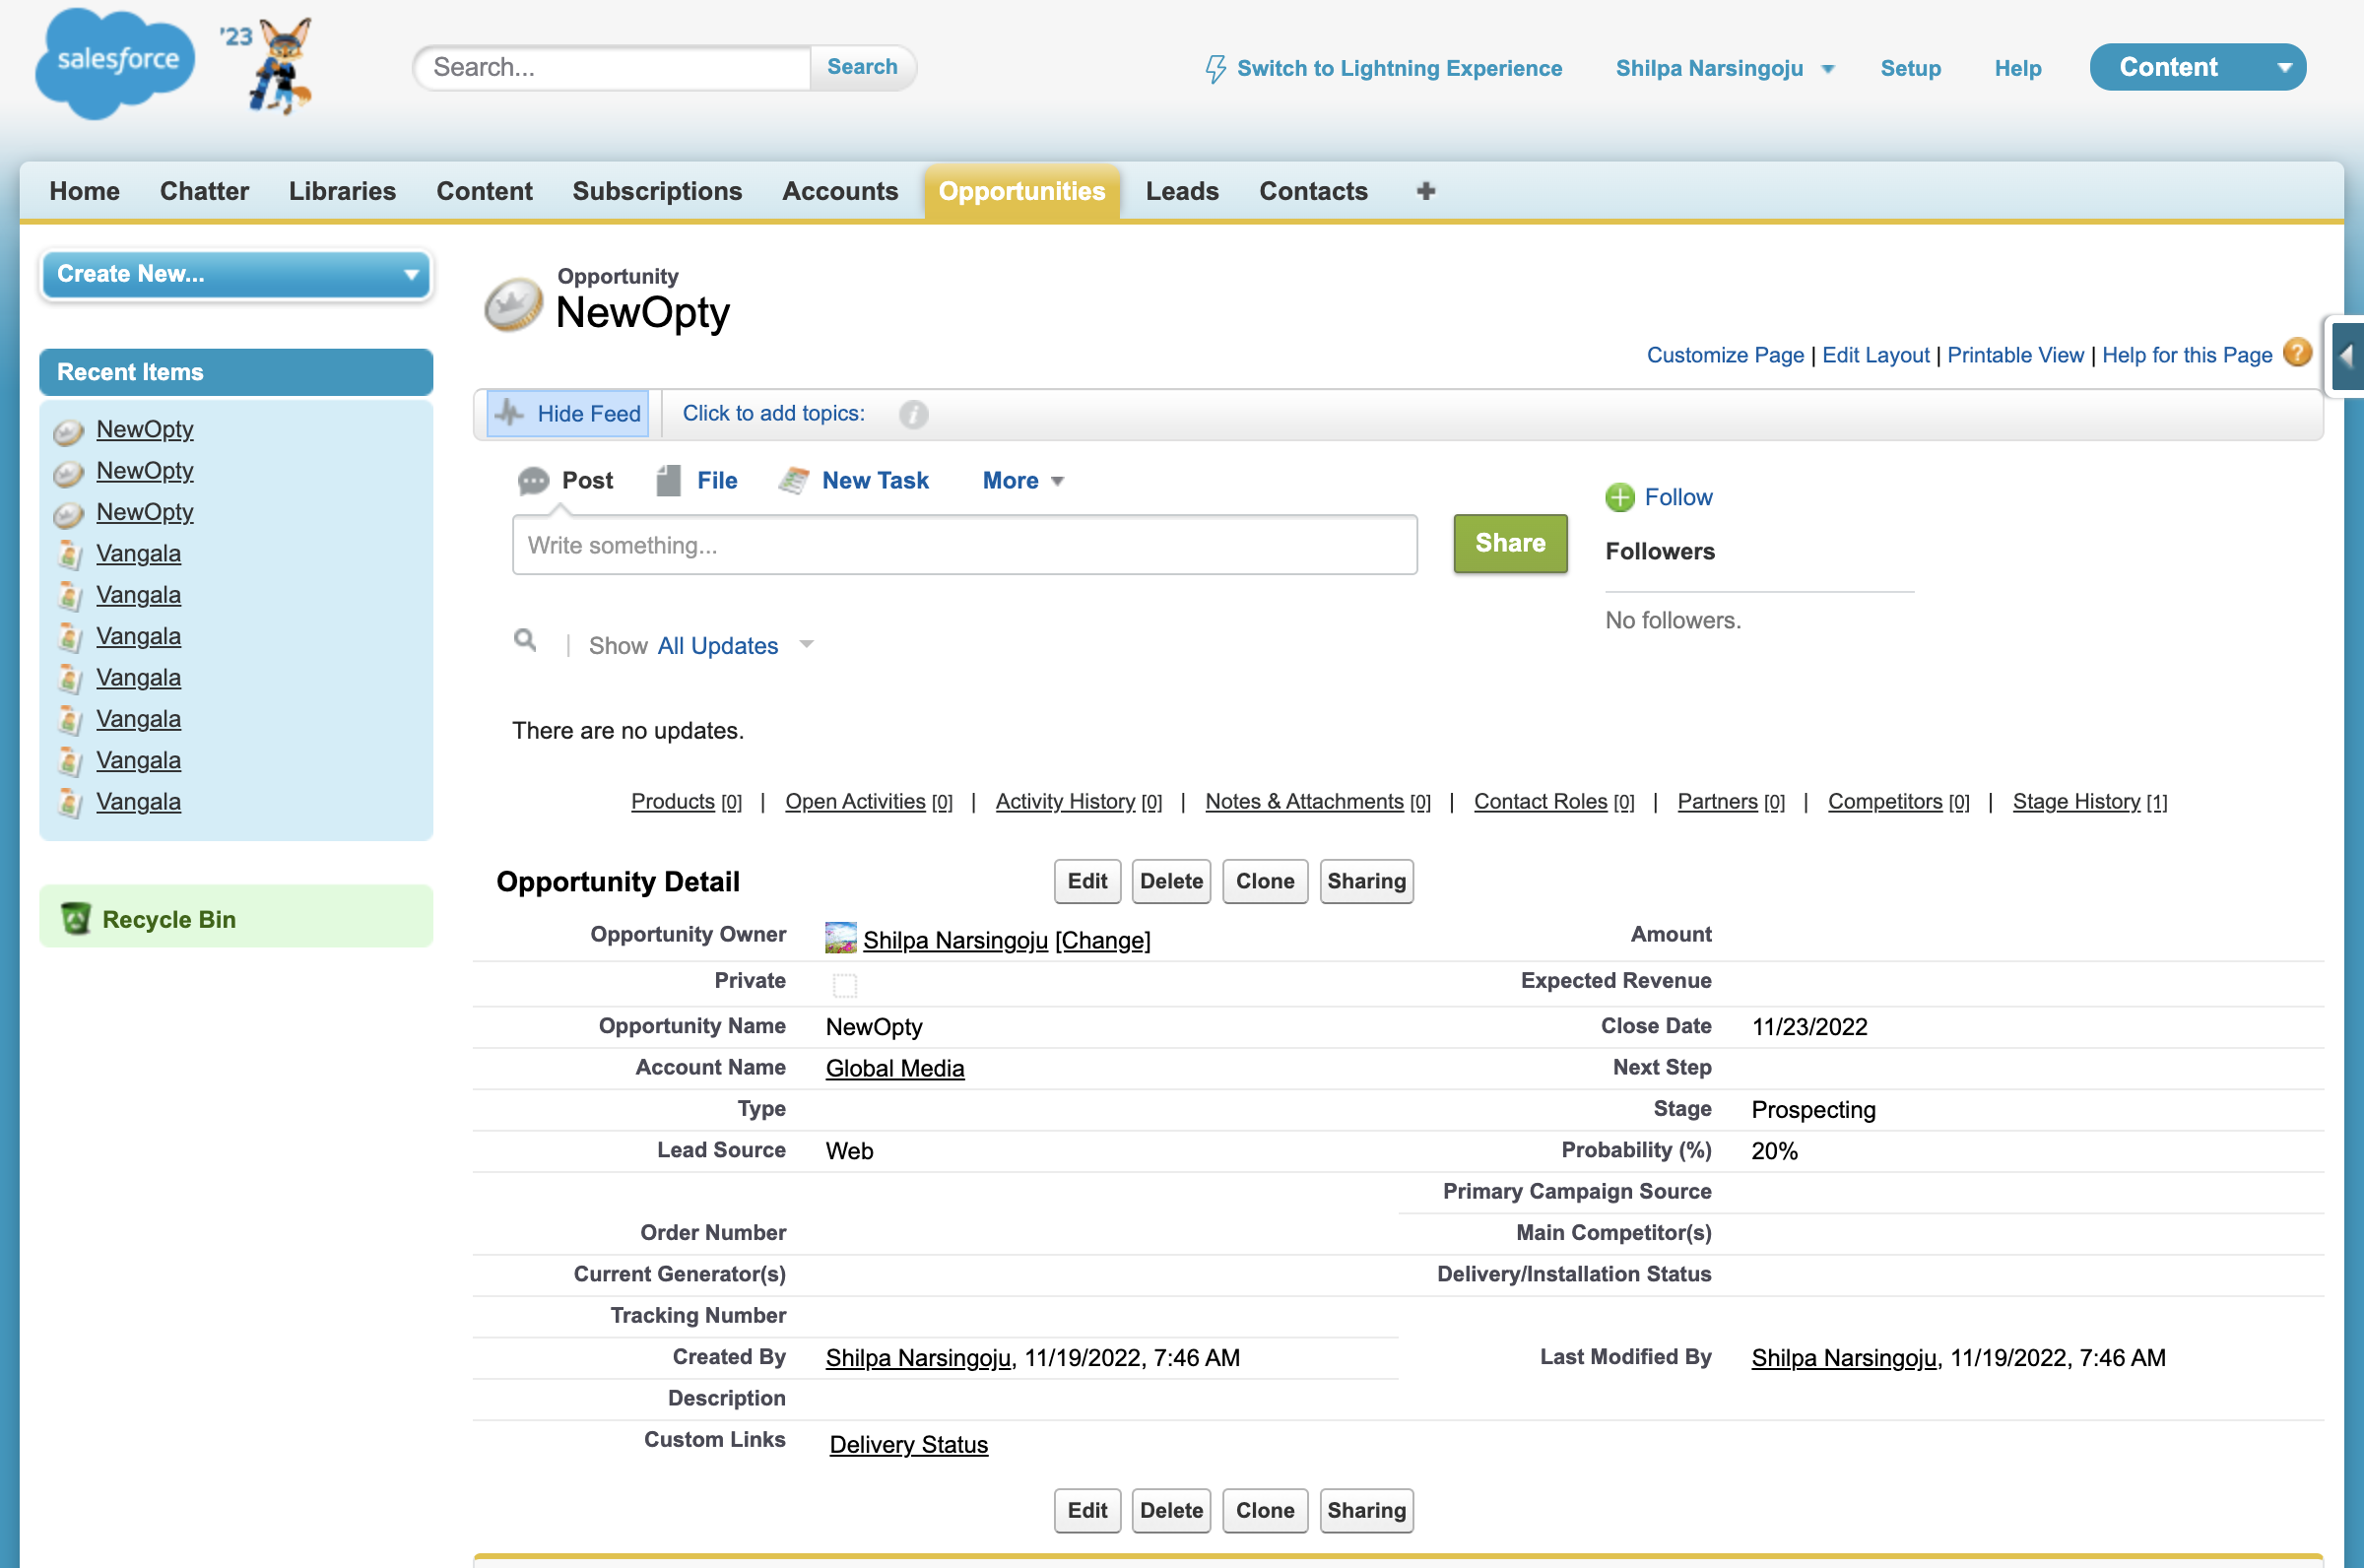 salesforce
'23
Search...
Search
Switch to Lightning Experience
Shilpa Narsingoju
Setup
Help
Content
Home
Chatter
Libraries
Content
Subscriptions
Accounts
Opportunities
Leads
Contacts
Create New...
Recent Items
NewOpty
NewOpty
NewOpty
Vangala
Vangala
Vangala
Vangala
Vangala
Vangala
Vangala
Recycle Bin
Opportunity
NewOpty
Customize Page | Edit Layout | Printable View | Help for this Page ?
Hide Feed
Click to add topics:
Post
File
New Task
More
Write something...
Share
Follow
Followers
No followers.
Show All Updates
There are no updates.
Products [0] | Open Activities [0] | Activity History [0] | Notes & Attachments [0] | Contact Roles [0] | Partners [0] | Competitors [0] | Stage History [1]
Opportunity Detail
Edit
Delete
Clone
Sharing
Opportunity Owner Shilpa Narsingoju [Change]
Amount
Private
Expected Revenue
Opportunity Name NewOpty
Close Date 11/23/2022
Account Name Global Media
Next Step
Type
Stage Prospecting
Lead Source Web
Probability (%) 20%
Primary Campaign Source
Order Number
Main Competitor(s)
Current Generator(s)
Delivery/Installation Status
Tracking Number
Created By Shilpa Narsingoju, 11/19/2022, 7:46 AM
Last Modified By Shilpa Narsingoju, 11/19/2022, 7:46 AM
Description
Custom Links Delivery Status
Edit
Delete
Clone
Sharing